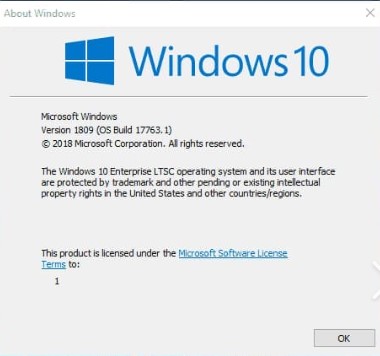 About Windows
Windows 10
Microsoft Windows
Version 1809 (OS Build 17763.1)
© 2018 Microsoft Corporation. All rights reserved.
The Windows 10 Enterprise LTSC operating system and its user interface
are protected by trademark and other pending or existing intellectual
property rights in the United States and other countries/regions.
This product is licensed under the Microsoft Software License
Terms to:
1
OK